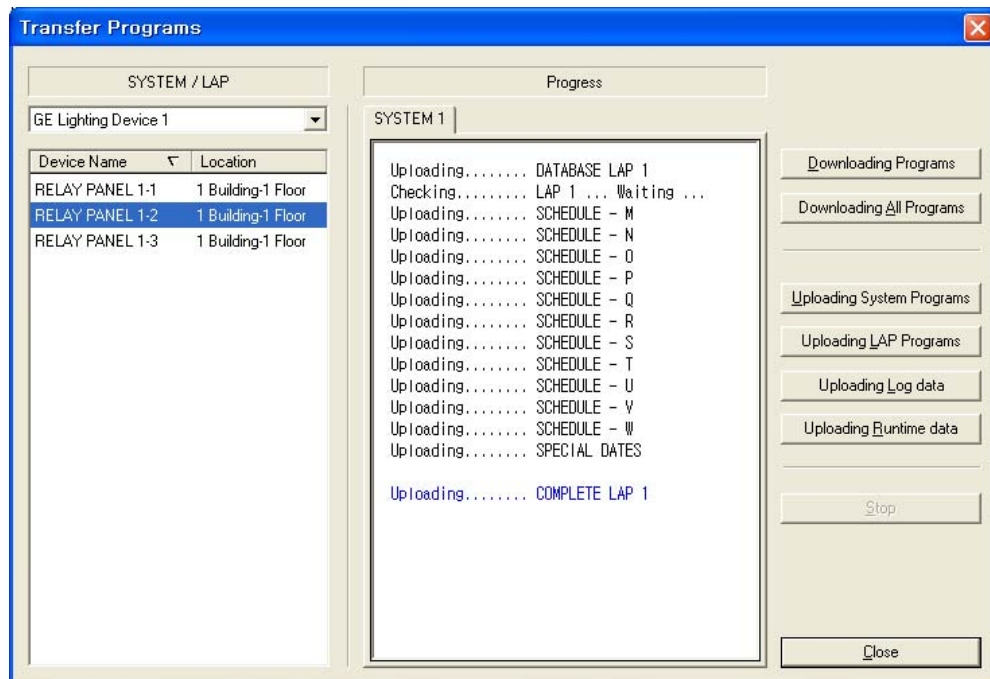 Transfer Programs
SYSTEM / LAP
GE Lighting Device 1
Device Name Location
RELAY PANEL 1-1 1 Building-1 Floor
RELAY PANEL 1-2 1 Building-1 Floor
RELAY PANEL 1-3 1 Building-1 Floor
Progress
SYSTEM 1
Uploading........ DATABASE LAP 1
Checking......... LAP 1 ... Waiting ...
Uploading........ SCHEDULE - M
Uploading........ SCHEDULE - N
Uploading........ SCHEDULE - O
Uploading........ SCHEDULE - P
Uploading........ SCHEDULE - Q
Uploading........ SCHEDULE - R
Uploading........ SCHEDULE - S
Uploading........ SCHEDULE - T
Uploading........ SCHEDULE - U
Uploading........ SCHEDULE - V
Uploading........ SCHEDULE - W
Uploading........ SPECIAL DATES
Uploading........ COMPLETE LAP 1
Downloading Programs
Downloading All Programs
Uploading System Programs
Uploading LAP Programs
Uploading Log data
Uploading Runtime data
Stop
Close